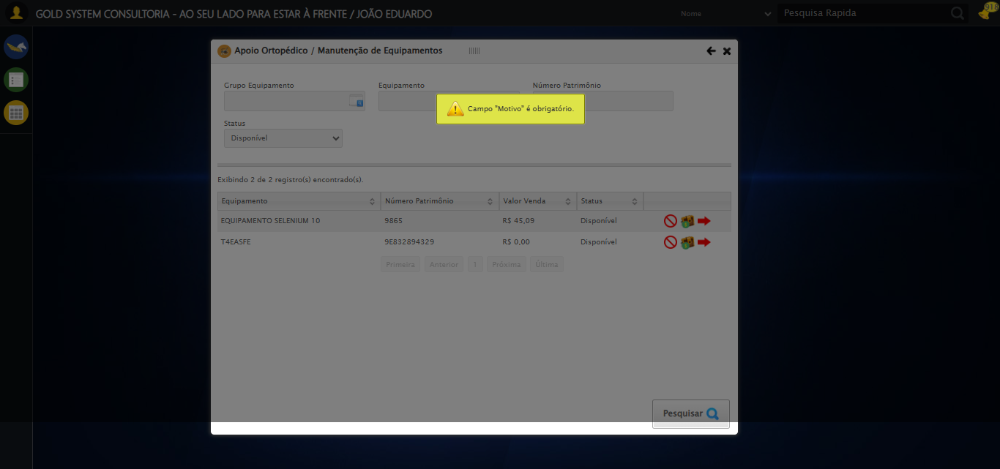 GOLD SYSTEM CONSULTORIA - AO SEU LADO PARA ESTAR À FRENTE / JOÃO EDUARDO
Nome
Pesquisa Rapida
918
Apoio Ortopédico / Manutenção de Equipamentos
Grupo Equipamento
Equipamento
Número Patrimônio
Campo "Motivo" é obrigatório.
Status
Disponível
Exibindo 2 de 2 registro(s) encontrado(s).
Equipamento Número Patrimônio Valor Venda Status
EQUIPAMENTO SELENIUM 10 9865 R$ 45,09 Disponível
T4EASFE 9E832894329 R$ 0,00 Disponível
Primeira Anterior 1 Próxima Última
Pesquisar